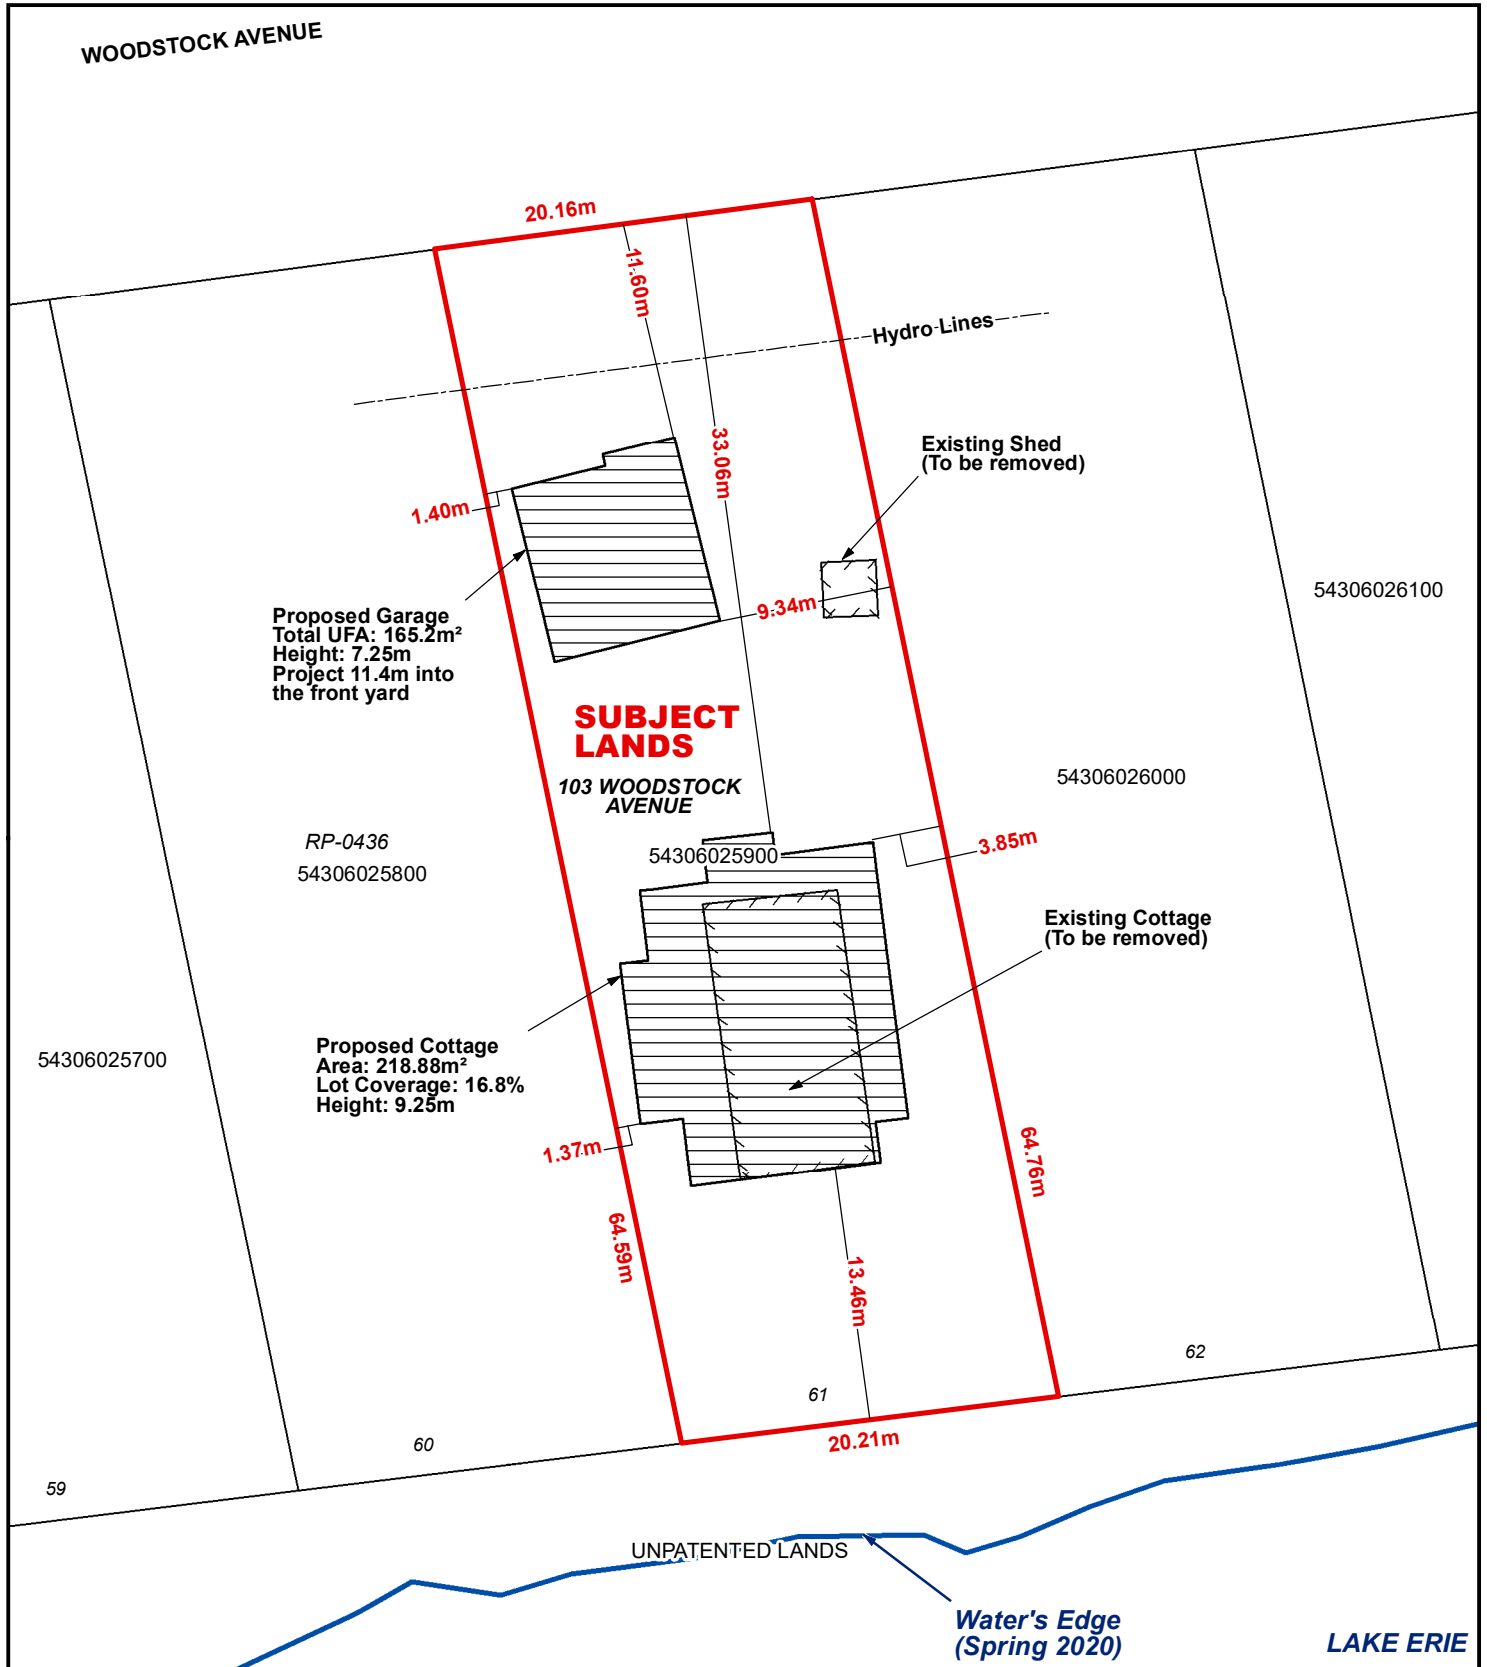 WOODSTOCK AVENUE
20.16m
11.60m
Hydro Lines
33.06m
Existing Shed
(To be removed)
1.40m
9.34m
54306026100
Proposed Garage
Total UFA: 165.2m²
Height: 7.25m
Project 11.4m into
the front yard
SUBJECT
LANDS
103 WOODSTOCK
AVENUE
54306026000
RP-0436
54306025800
54306025900
3.85m
Existing Cottage
(To be removed)
54306025700
Proposed Cottage
Area: 218.88m²
Lot Coverage: 16.8%
Height: 9.25m
1.37m
64.76m
64.59m
13.46m
62
61
60
20.21m
59
UNPATENTED LANDS
Water's Edge
(Spring 2020)
LAKE ERIE